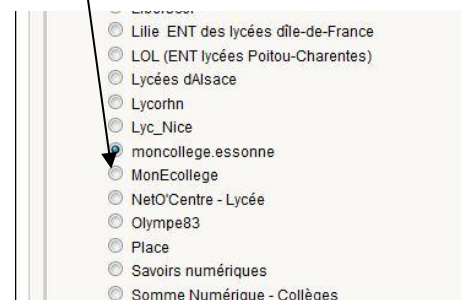 Lilie ENT des lycées dîle-de-France
LOL (ENT lycées Poitou-Charentes)
Lycées dAlsace
Lycorhn
Lyc_Nice
moncollege.essonne
MonEcollege
NetO'Centre - Lycée
Olympe83
Place
Savoirs numériques
Somme Numérique - Collèges